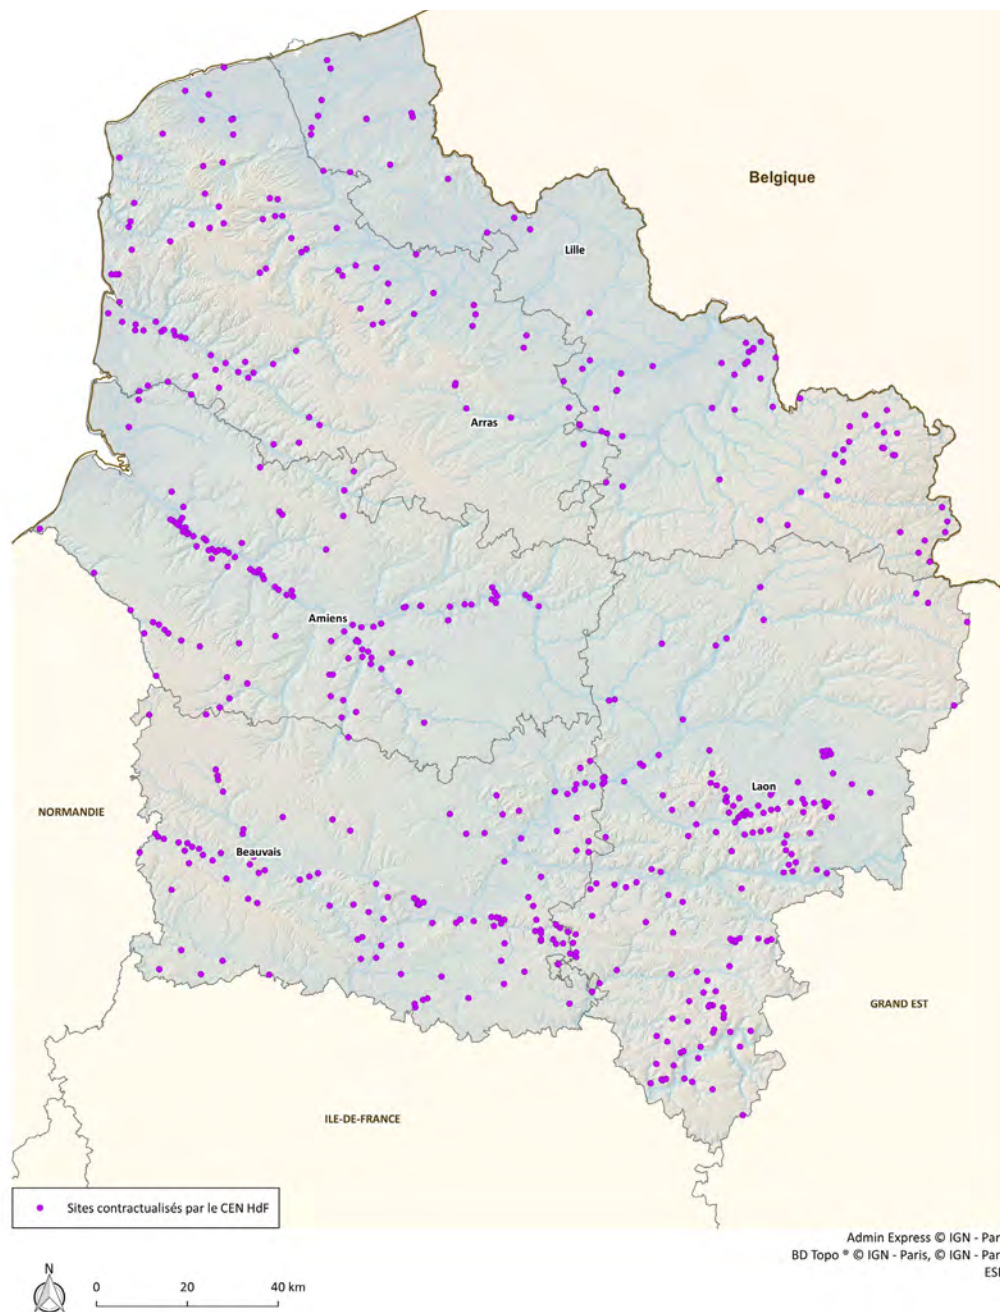 Belgique
Lille
Arras
Amiens
Laon
NORMANDIE
Beauvais
GRAND EST
ILE-DE-FRANCE
Sites contractualisés par le CEN HdF
Admin Express © IGN - Par
BD Topo ® © IGN - Paris, © IGN - Par
ESI
N
0 20 40 km